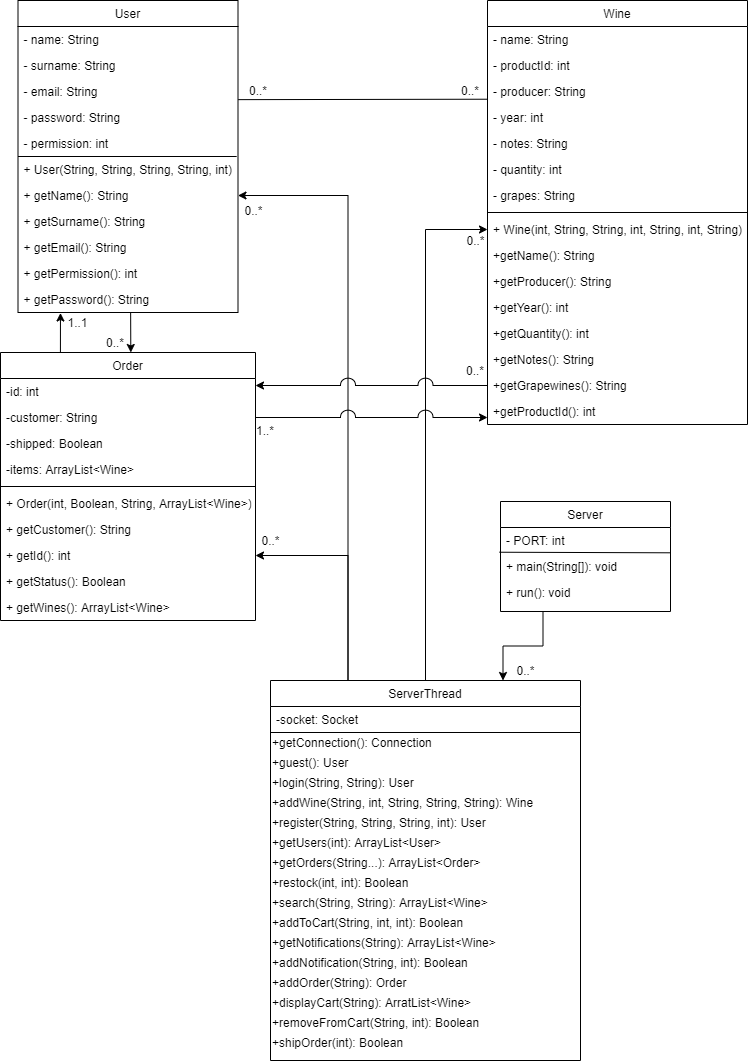 User
- name: String
- surname: String
- email: String
- password: String
- permission: int
+ User(String, String, String, String, int)
+ getName(): String
+ getSurname(): String
+ getEmail(): String
+ getPermission(): int
+ getPassword(): String
Wine
- name: String
- productId: int
- producer: String
- year: int
- notes: String
- quantity: int
- grapes: String
+ Wine(int, String, String, int, String, int, String)
+getName(): String
+getProducer(): String
+getYear(): int
+getQuantity(): int
+getNotes(): String
+getGrapewines(): String
+getProductId(): int
0..*
0..*
0..*
0..*
1..1
0..*
0..*
1..*
Order
-id: int
-customer: String
-shipped: Boolean
-items: ArrayList<Wine>
+ Order(int, Boolean, String, ArrayList<Wine>)
+ getCustomer(): String
+ getId(): int
+ getStatus(): Boolean
+ getWines(): ArrayList<Wine>
0..*
Server
- PORT: int
+ main(String[]): void
+ run(): void
0..*
ServerThread
-socket: Socket
+getConnection(): Connection
+guest(): User
+login(String, String): User
+addWine(String, int, String, String, String): Wine
+register(String, String, String, int): User
+getUsers(int): ArrayList<User>
+getOrders(String...): ArrayList<Order>
+restock(int, int): Boolean
+search(String, String): ArrayList<Wine>
+addToCart(String, int, int): Boolean
+getNotifications(String): ArrayList<Wine>
+addNotification(String, int): Boolean
+addOrder(String): Order
+displayCart(String): ArratList<Wine>
+removeFromCart(String, int): Boolean
+shipOrder(int): Boolean